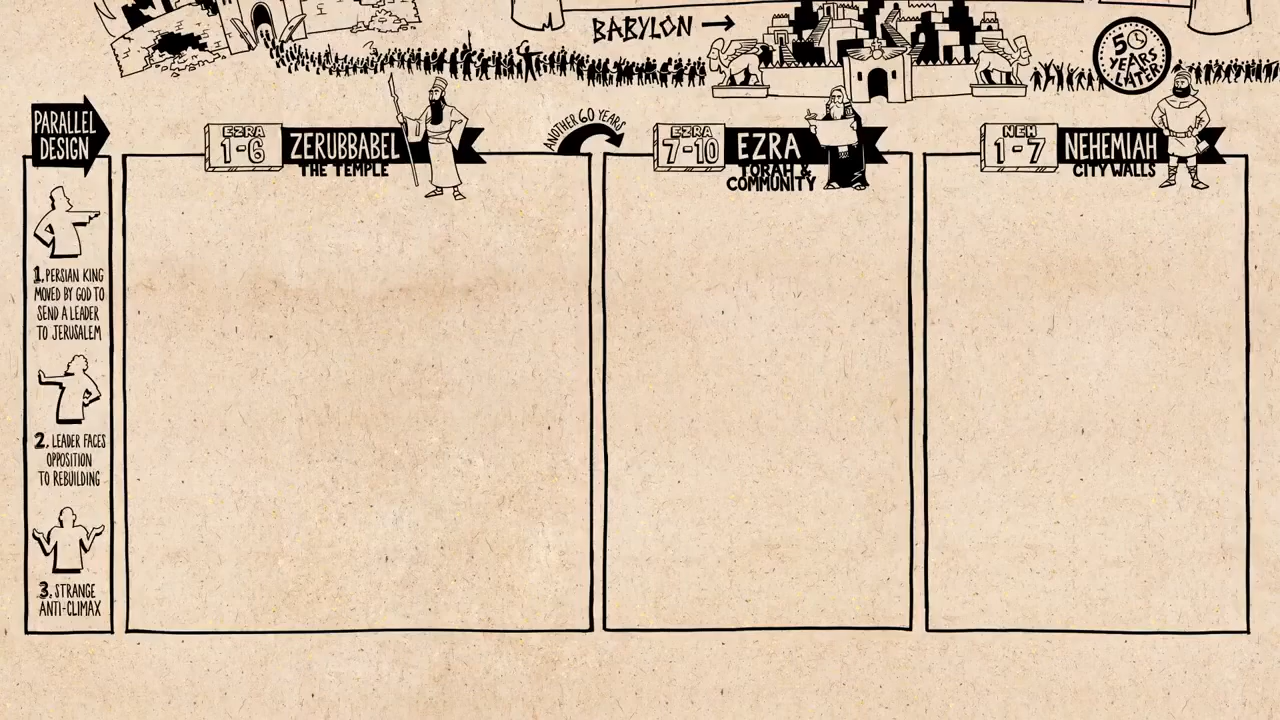 BABYLON
50
YEARS
LATER
PARALLEL
DESIGN
EZRA
1-6
ZERUBBABEL
THE TEMPLE
ANOTHER 60 YEARS
EZRA
7-10
EZRA
TORAH &
COMMUNITY
NEH
1-7
NEHEMIAH
CITY WALLS
1. PERSIAN KING
MOVED BY GOD TO
SEND A LEADER
TO JERUSALEM
2. LEADER FACES
OPPOSITION
TO REBUILDING
3. STRANGE
ANTI-CLIMAX